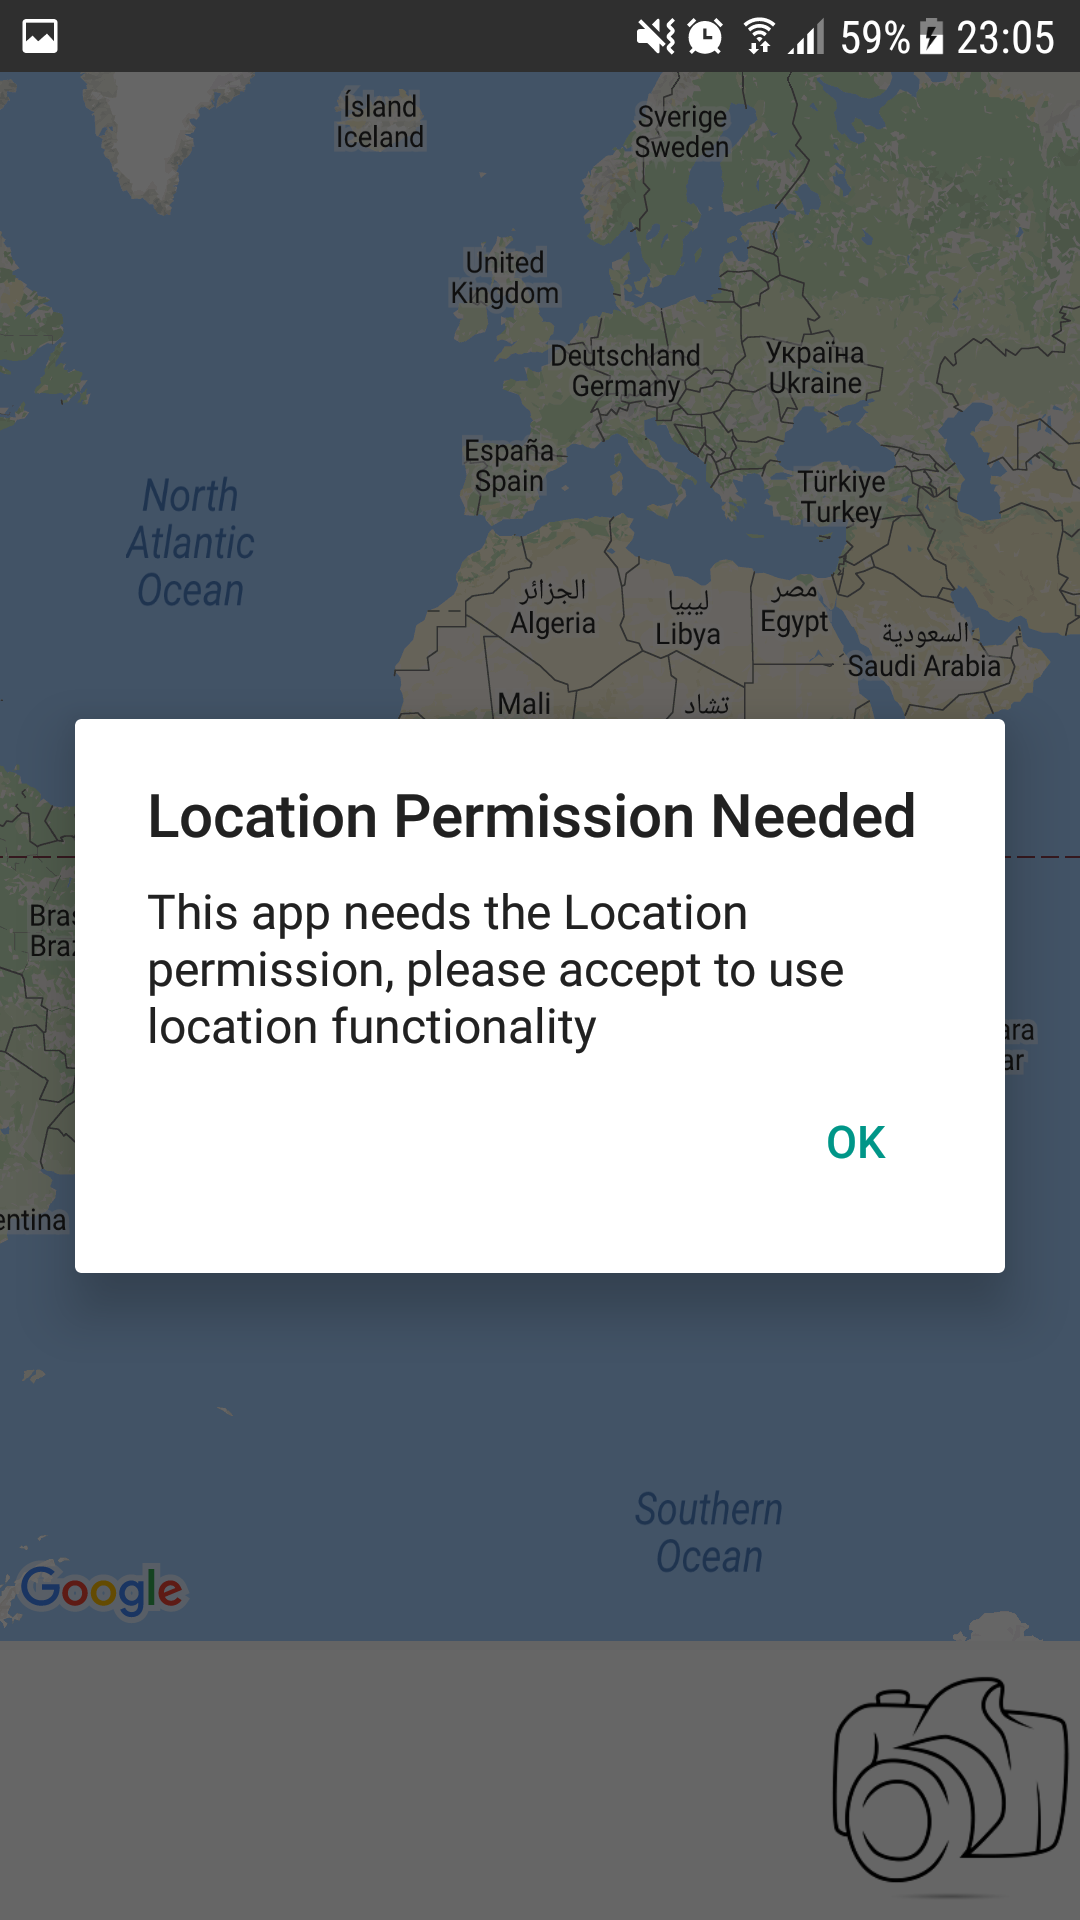 59% 23:05
Ísland
Iceland
Sverige
Sweden
United
Kingdom
Deutschland
Germany
Україна
Ukraine
España
Spain
Türkiye
Turkey
North
Atlantic
Ocean
الجزائر
Algeria
ليبيا
Libya
مصر
Egypt
السعودية
Saudi Arabia
Mali
تشاد
Location Permission Needed
This app needs the Location
permission, please accept to use
location functionality
OK
Bras
Braz
ara
ar
entina
Southern
Ocean
Google